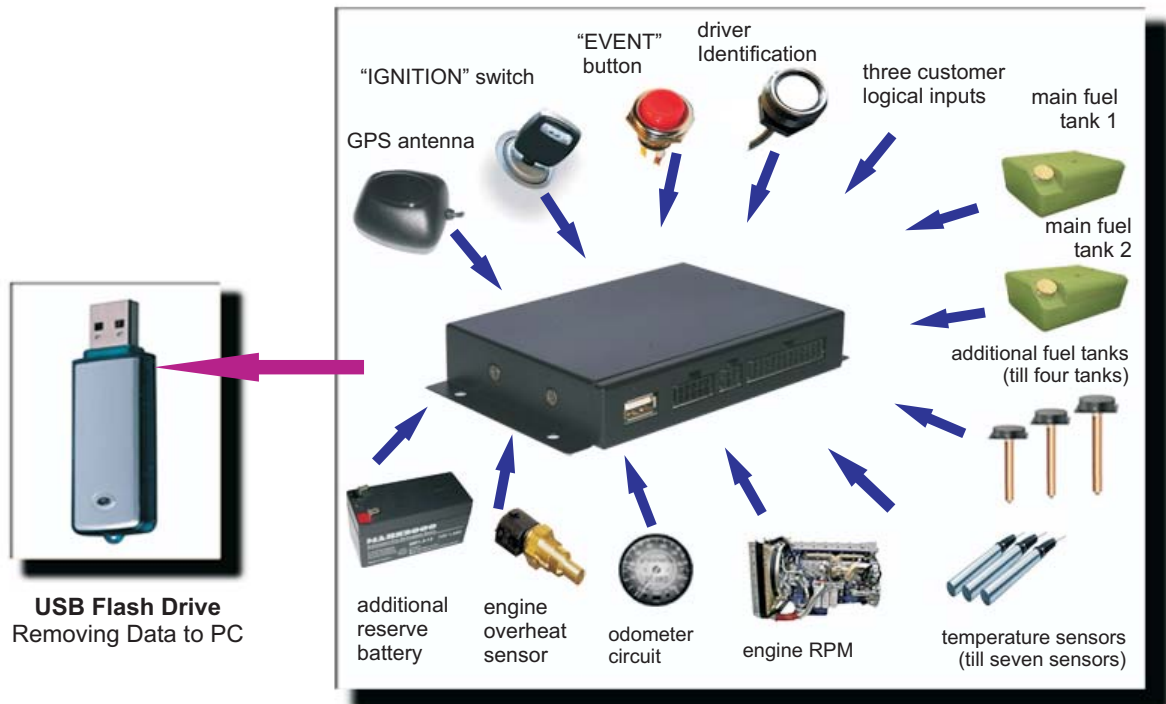 “EVENT”
button
driver
Identification
“IGNITION” switch
three customer
logical inputs
main fuel
tank 1
GPS antenna
main fuel
tank 2
additional fuel tanks
(till four tanks)
USB Flash Drive
Removing Data to PC
additional
reserve
battery
engine
overheat
sensor
odometer
circuit
engine RPM
temperature sensors
(till seven sensors)